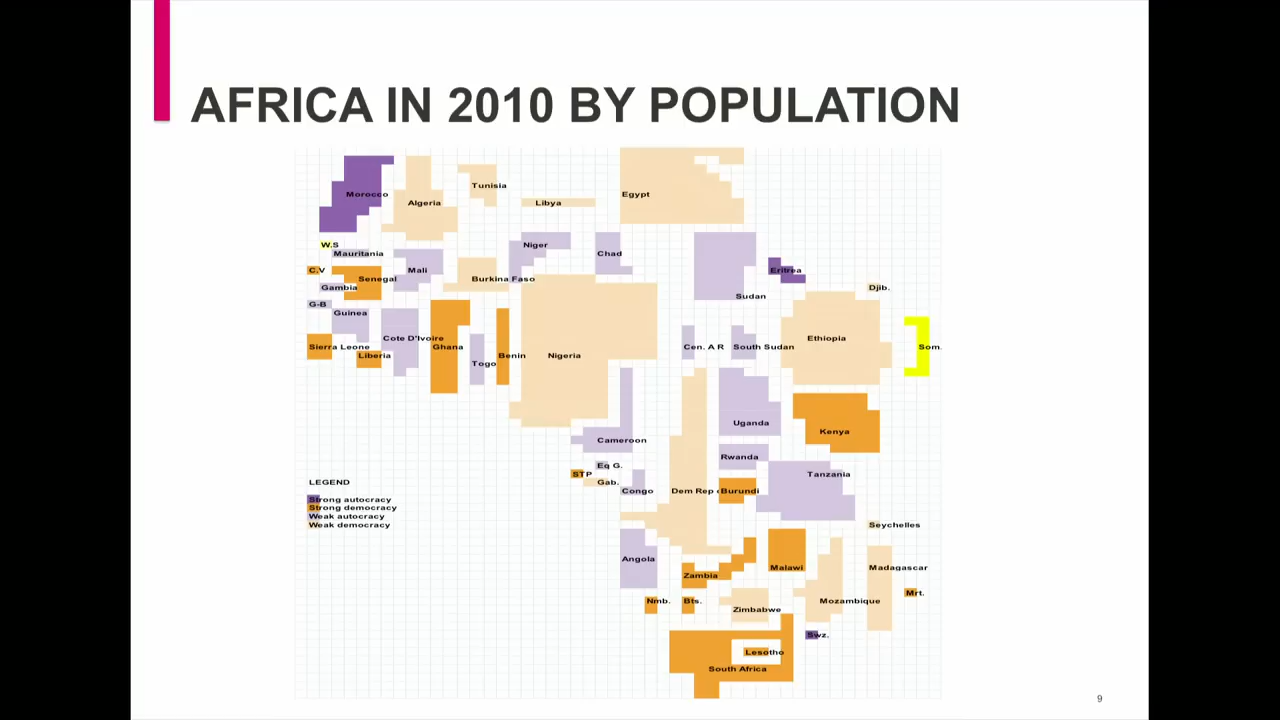 AFRICA IN 2010 BY POPULATION
Morocco
Algeria
Tunisia
Libya
Egypt
W.S
Mauritania
Mali
Niger
Chad
C.V
Senegal
Burkina Faso
Eritrea
Gambia
Djib.
Sudan
G-B
Guinea
Cote D'Ivoire
Ethiopia
Sierra Leone
Liberia
Ghana
Togo
Benin
Nigeria
Cen. A R
South Sudan
Som.
Uganda
Kenya
Cameroon
Rwanda
Eq G.
STP
Gab.
Congo
Dem Rep
Burundi
Tanzania
LEGEND
Strong autocracy
Strong democracy
Weak autocracy
Weak democracy
Seychelles
Angola
Zambia
Malawi
Madagascar
Nmb.
Bts.
Zimbabwe
Mozambique
Mrt.
Swz.
Lesotho
South Africa
9